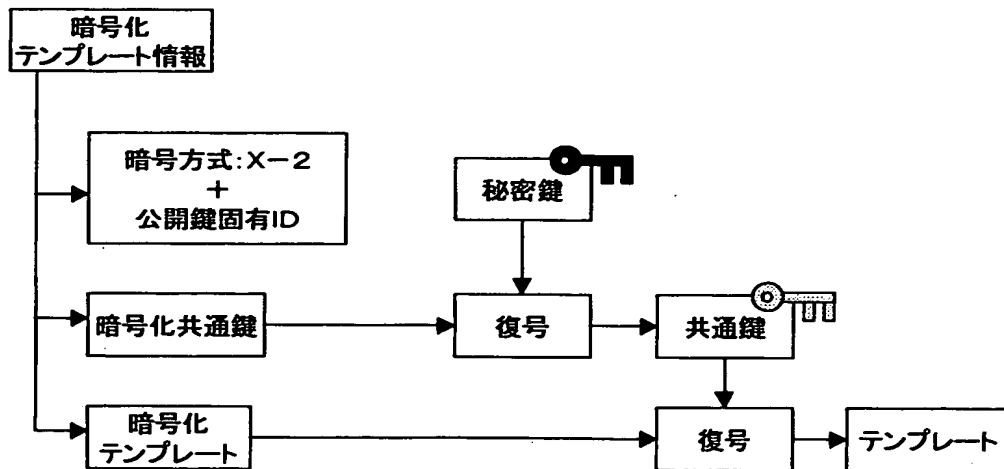 暗号化
テンプレート情報
暗号方式:X-2
+
公開鍵固有ID
秘密鍵
暗号化共通鍵
復号
共通鍵
暗号化
テンプレート
復号
テンプレート